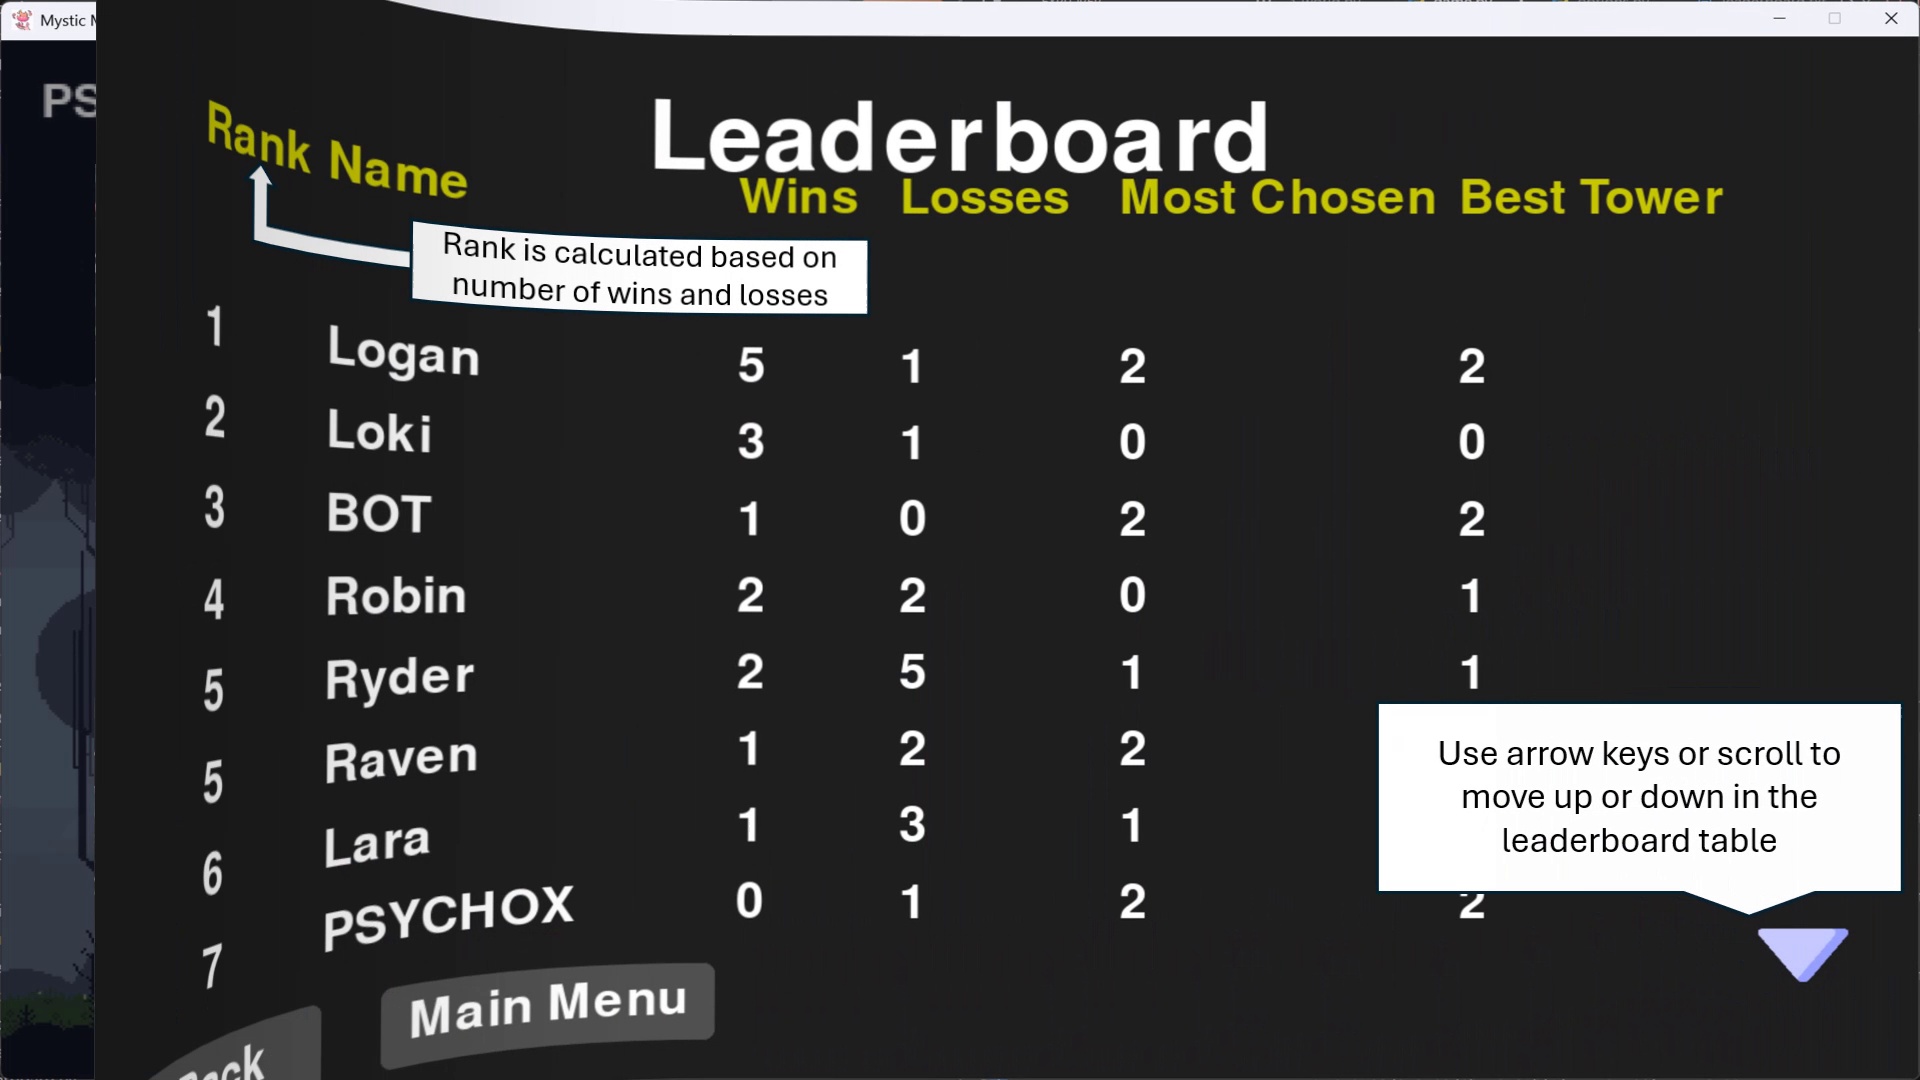 Mystic
PS
Leaderboard
Rank Name Wins Losses Most Chosen Best Tower
Rank is calculated based on
number of wins and losses
1 Logan 5 1 2 2
2 Loki 3 1 0 0
3 BOT 1 0 2 2
4 Robin 2 2 0 1
5 Ryder 2 5 1 1
5 Raven 1 2 2
6 Lara 1 3 1
7 PSYCHOX 0 1 2 2
Use arrow keys or scroll to
move up or down in the
leaderboard table
Main Menu